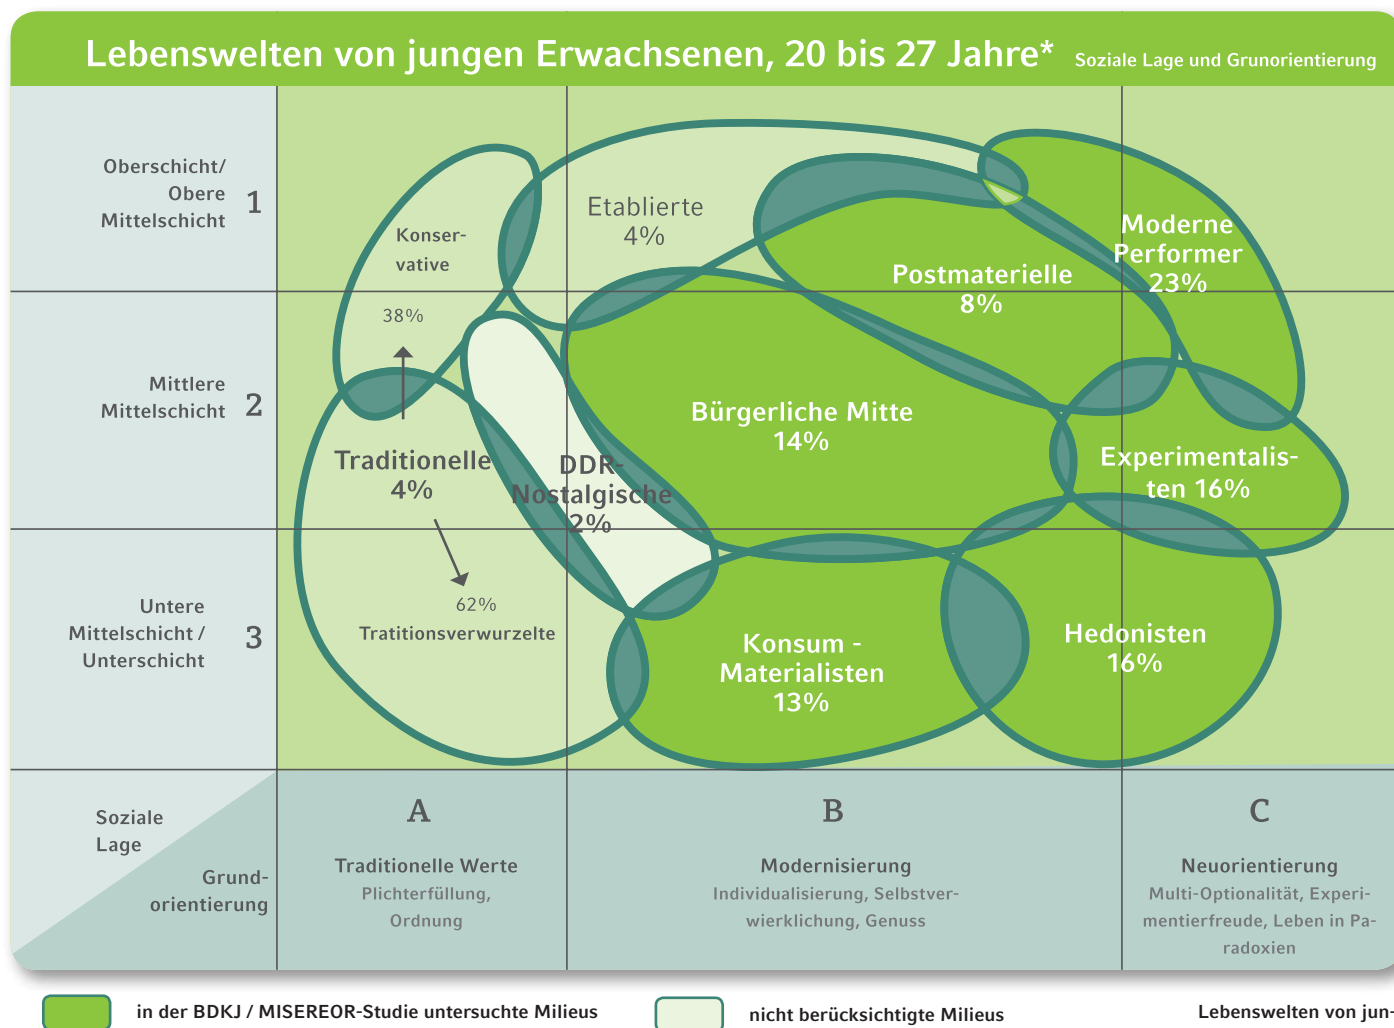 Lebenswelten von jungen Erwachsenen, 20 bis 27 Jahre* Soziale Lage und Grunorientierung
Oberschicht/
Obere
Mittelschicht
1
Konser-
vative
38%
Etablierte
4%
Postmaterielle
8%
Moderne
Performer
23%
Mittlere
Mittelschicht
2
Traditionelle
4%
DDR-
Nostalgische
2%
Bürgerliche Mitte
14%
Experimentalis-
ten 16%
Untere
Mittelschicht /
Unterschicht
3
62%
Tratitionsverwurzelte
Konsum -
Materialisten
13%
Hedonisten
16%
Soziale
Lage
Grund-
orientierung
A
Traditionelle Werte
Plichterfüllung,
Ordnung
B
Modernisierung
Individualisierung, Selbstver-
wierklichung, Genuss
C
Neuorientierung
Multi-Optionalität, Experi-
mentierfreude, Leben in Pa-
radoxien
in der BDKJ / MISEREOR-Studie untersuchte Milieus
nicht berücksichtigte Milieus
Lebenswelten von jun-